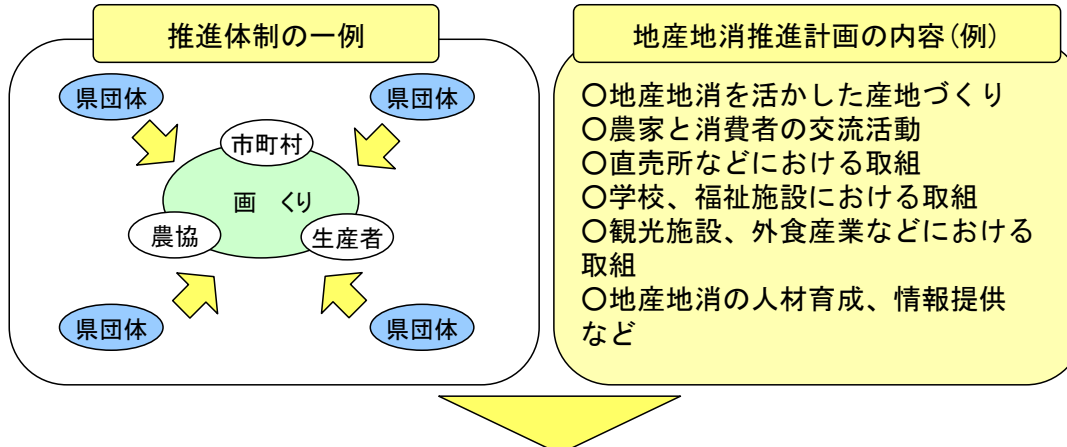 推進体制の一例
県団体
県団体
市町村
画 くり
農協
生産者
県団体
県団体
地産地消推進計画の内容(例)
〇地産地消を活かした産地づくり
〇農家と消費者の交流活動
〇直売所などにおける取組
〇学校、福祉施設における取組
〇観光施設、外食産業などにおける
取組
〇地産地消の人材育成、情報提供
など